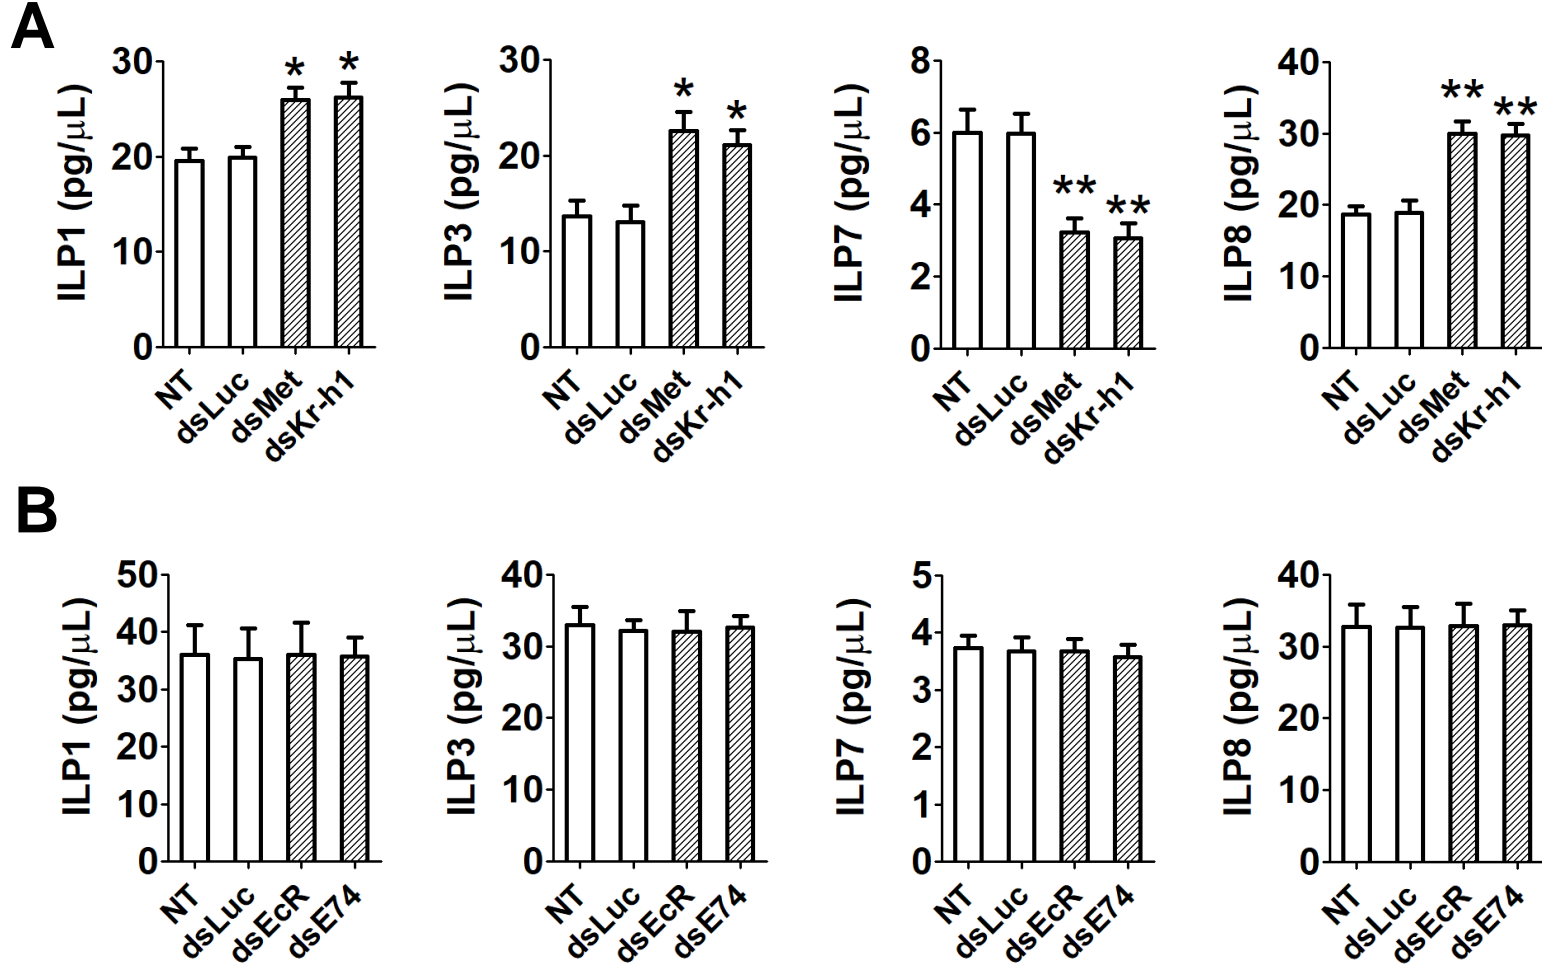 A
ILP1 (pg/μL)
30
20
10
0
* *
NT
dsLuc
dsMet
dsKr-h1
ILP3 (pg/μL)
30
20
10
0
* *
NT
dsLuc
dsMet
dsKr-h1
ILP7 (pg/μL)
8
6
4
2
0
** **
NT
dsLuc
dsMet
dsKr-h1
ILP8 (pg/μL)
40
30
20
10
0
** **
NT
dsLuc
dsMet
dsKr-h1
B
ILP1 (pg/μL)
50
40
30
20
10
0
NT
dsLuc
dsEcR
dsE74
ILP3 (pg/μL)
40
30
20
10
0
NT
dsLuc
dsEcR
dsE74
ILP7 (pg/μL)
5
4
3
2
1
0
NT
dsLuc
dsEcR
dsE74
ILP8 (pg/μL)
40
30
20
10
0
NT
dsLuc
dsEcR
dsE74